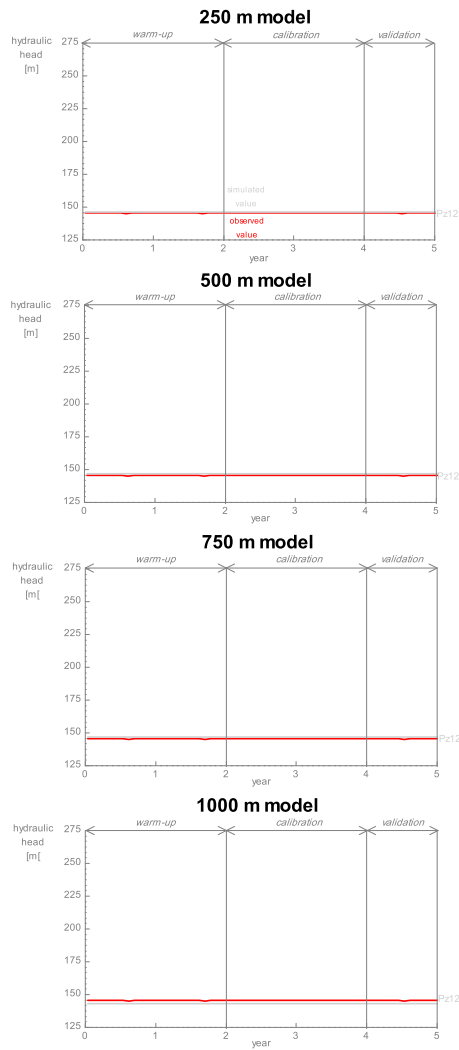 250 m model
hydraulic
head
[m]
warm-up
calibration
validation
275
250
225
200
175
150
125
simulated
value
observed
value
Pz12
0
1
2
3
4
5
year
500 m model
hydraulic
head
[m]
warm-up
calibration
validation
275
250
225
200
175
150
125
Pz12
0
1
2
3
4
5
year
750 m model
hydraulic
head
[m[
warm-up
calibration
validation
275
250
225
200
175
150
125
Pz12
0
1
2
3
4
5
year
1000 m model
hydraulic
head
[m[
warm-up
calibration
validation
275
250
225
200
175
150
125
Pz12
0
1
2
3
4
5
year